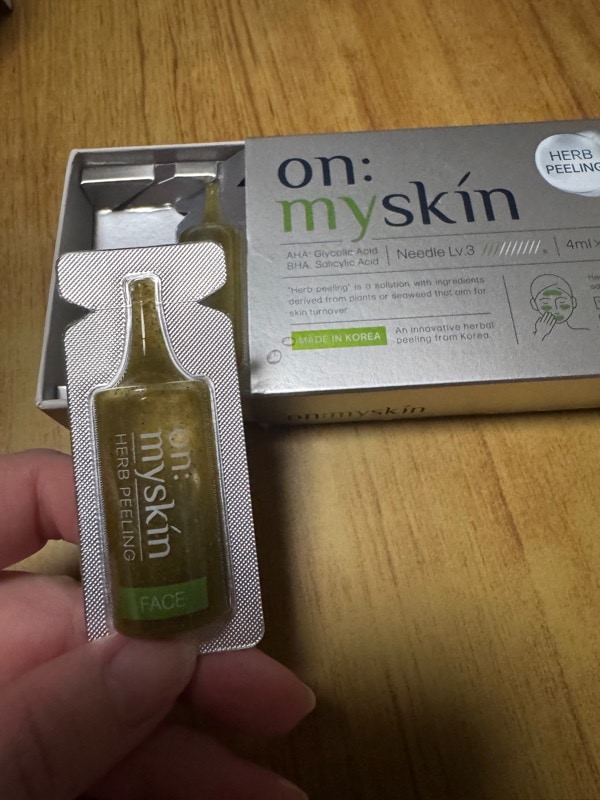 on:
myskín
HERB
PEELING
AHA: Glycolic Acid
BHA. Salicylic Acid
Needle Lv.3
4ml
"Herb peeling" is a solution with ingredients
derived from plants or seaweed that aim for
skin turnover
MADE IN KOREA
An innovative herbal
peeling from Korea.
on:myskín
on:
myskín
HERB PEELING
FACE